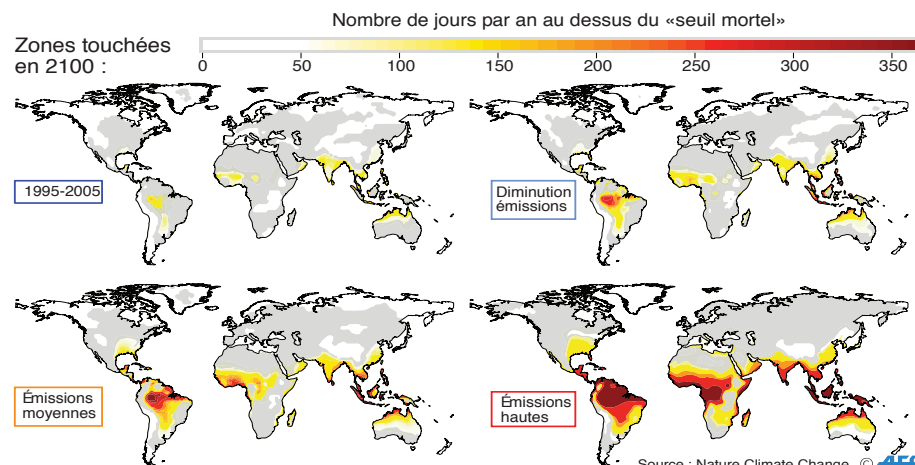 Nombre de jours par an au dessus du «seuil mortel»
Zones touchées
en 2100 :
0 50 100 150 200 250 300 350
1995-2005
Diminution
émissions
Émissions
moyennes
Émissions
hautes
Source : Nature Climate Change ©